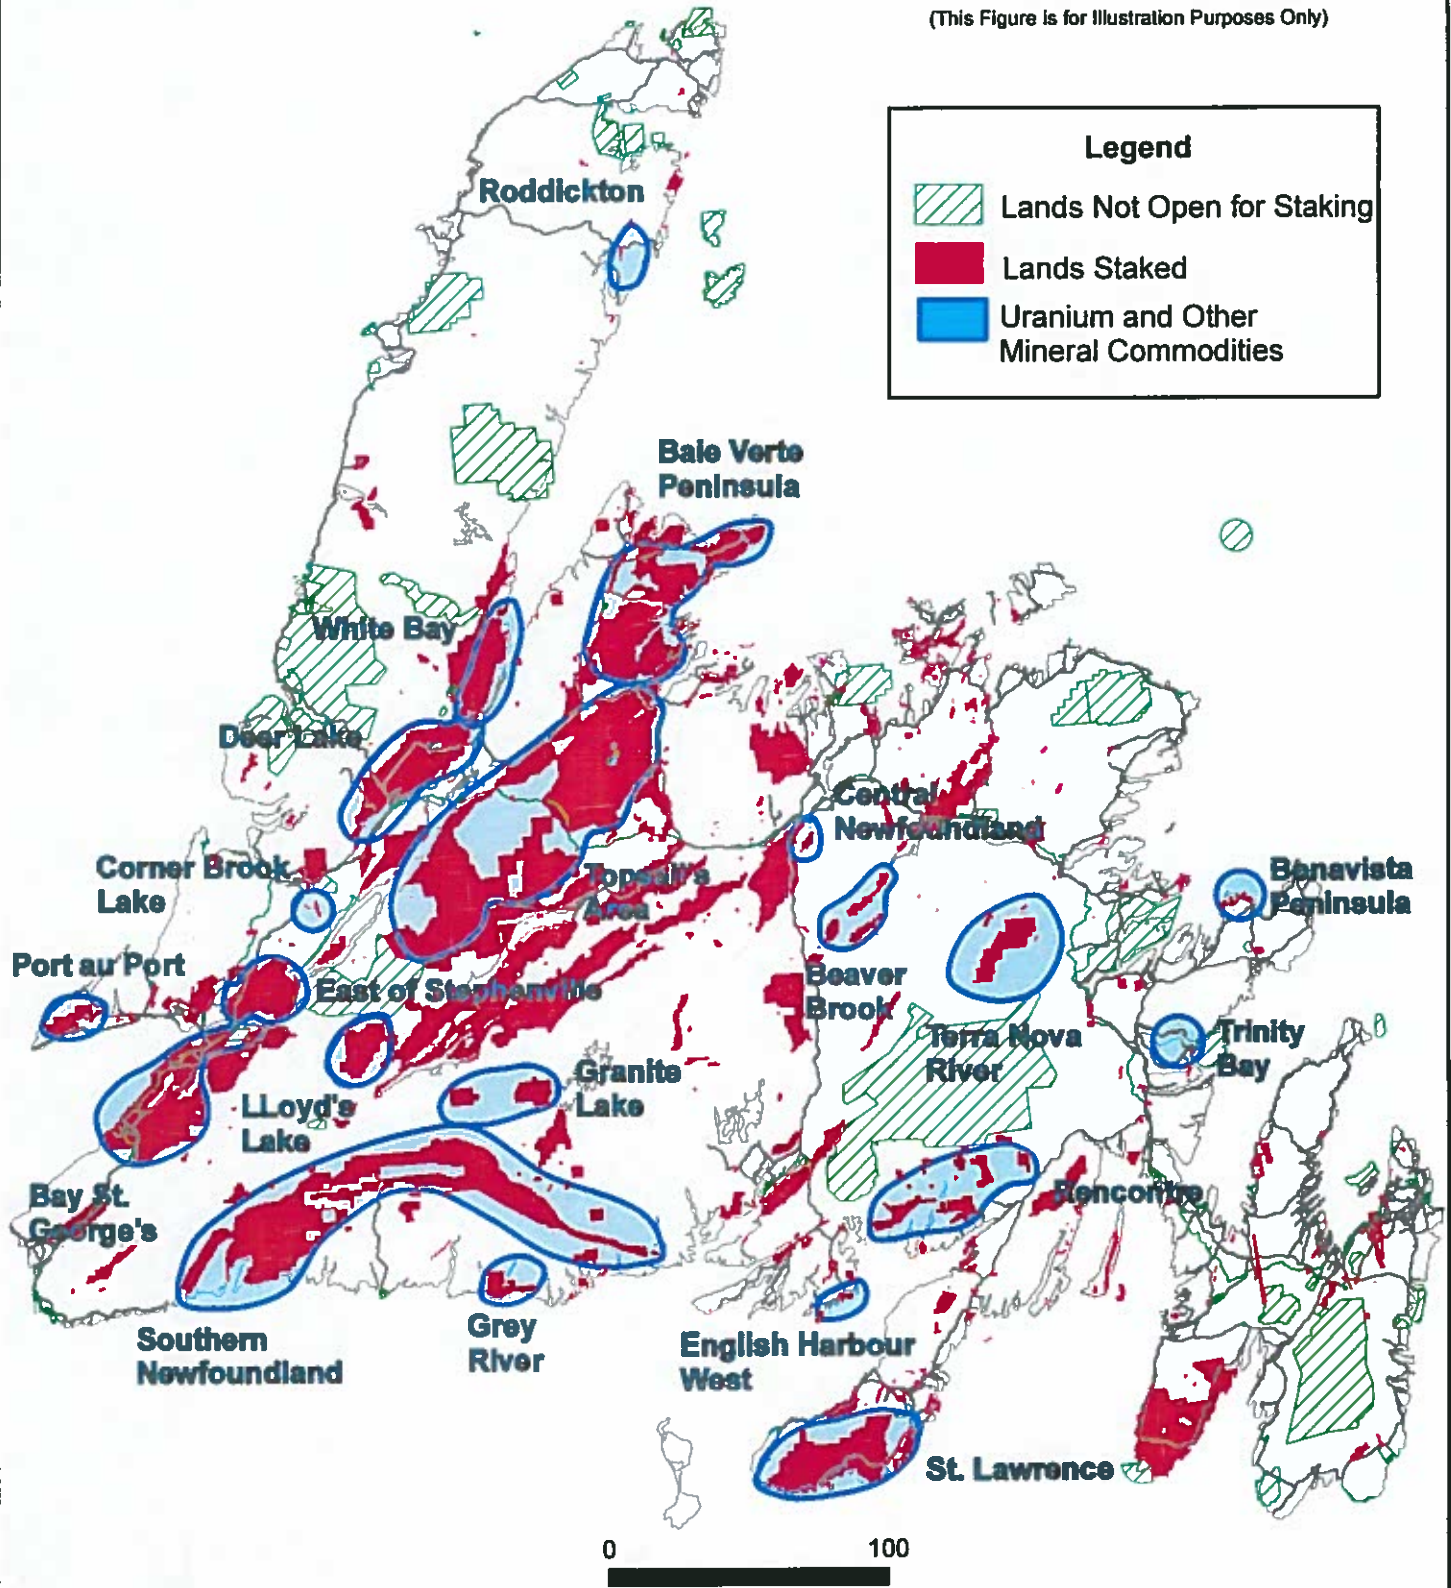 (This Figure is for Illustration Purposes Only)
Legend
Lands Not Open for Staking
Lands Staked
Uranium and Other
Mineral Commodities
Roddickton
Baie Verte
Peninsula
White Bay
Deer Lake
Central
Newfoundland
Corner Brook
Lake
Topsail's
Area
Bonavista
Peninsula
Port au Port
East of Stephenville
Beaver
Brook
Terra Nova
River
Trinity
Bay
Granite
Lake
LLoyd's
Lake
Bay St.
George's
Rencontre
Southern
Newfoundland
Grey
River
English Harbour
West
St. Lawrence
0 100